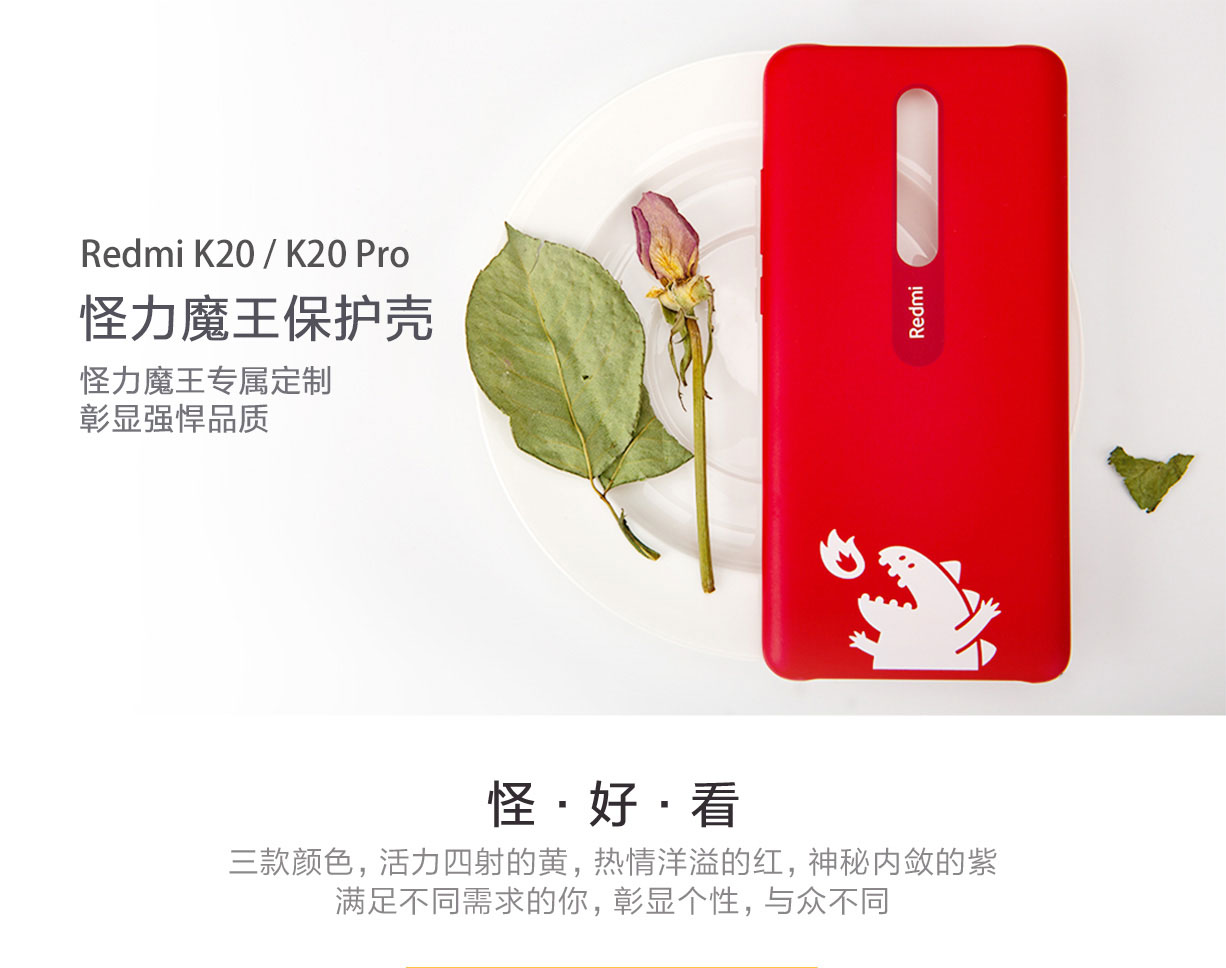 Redmi K20 / K20 Pro
怪力魔王保护壳
怪力魔王专属定制
彰显强悍品质
Redmi
怪·好·看
三款颜色，活力四射的黄，热情洋溢的红，神秘内敛的紫
满足不同需求的你，彰显个性，与众不同